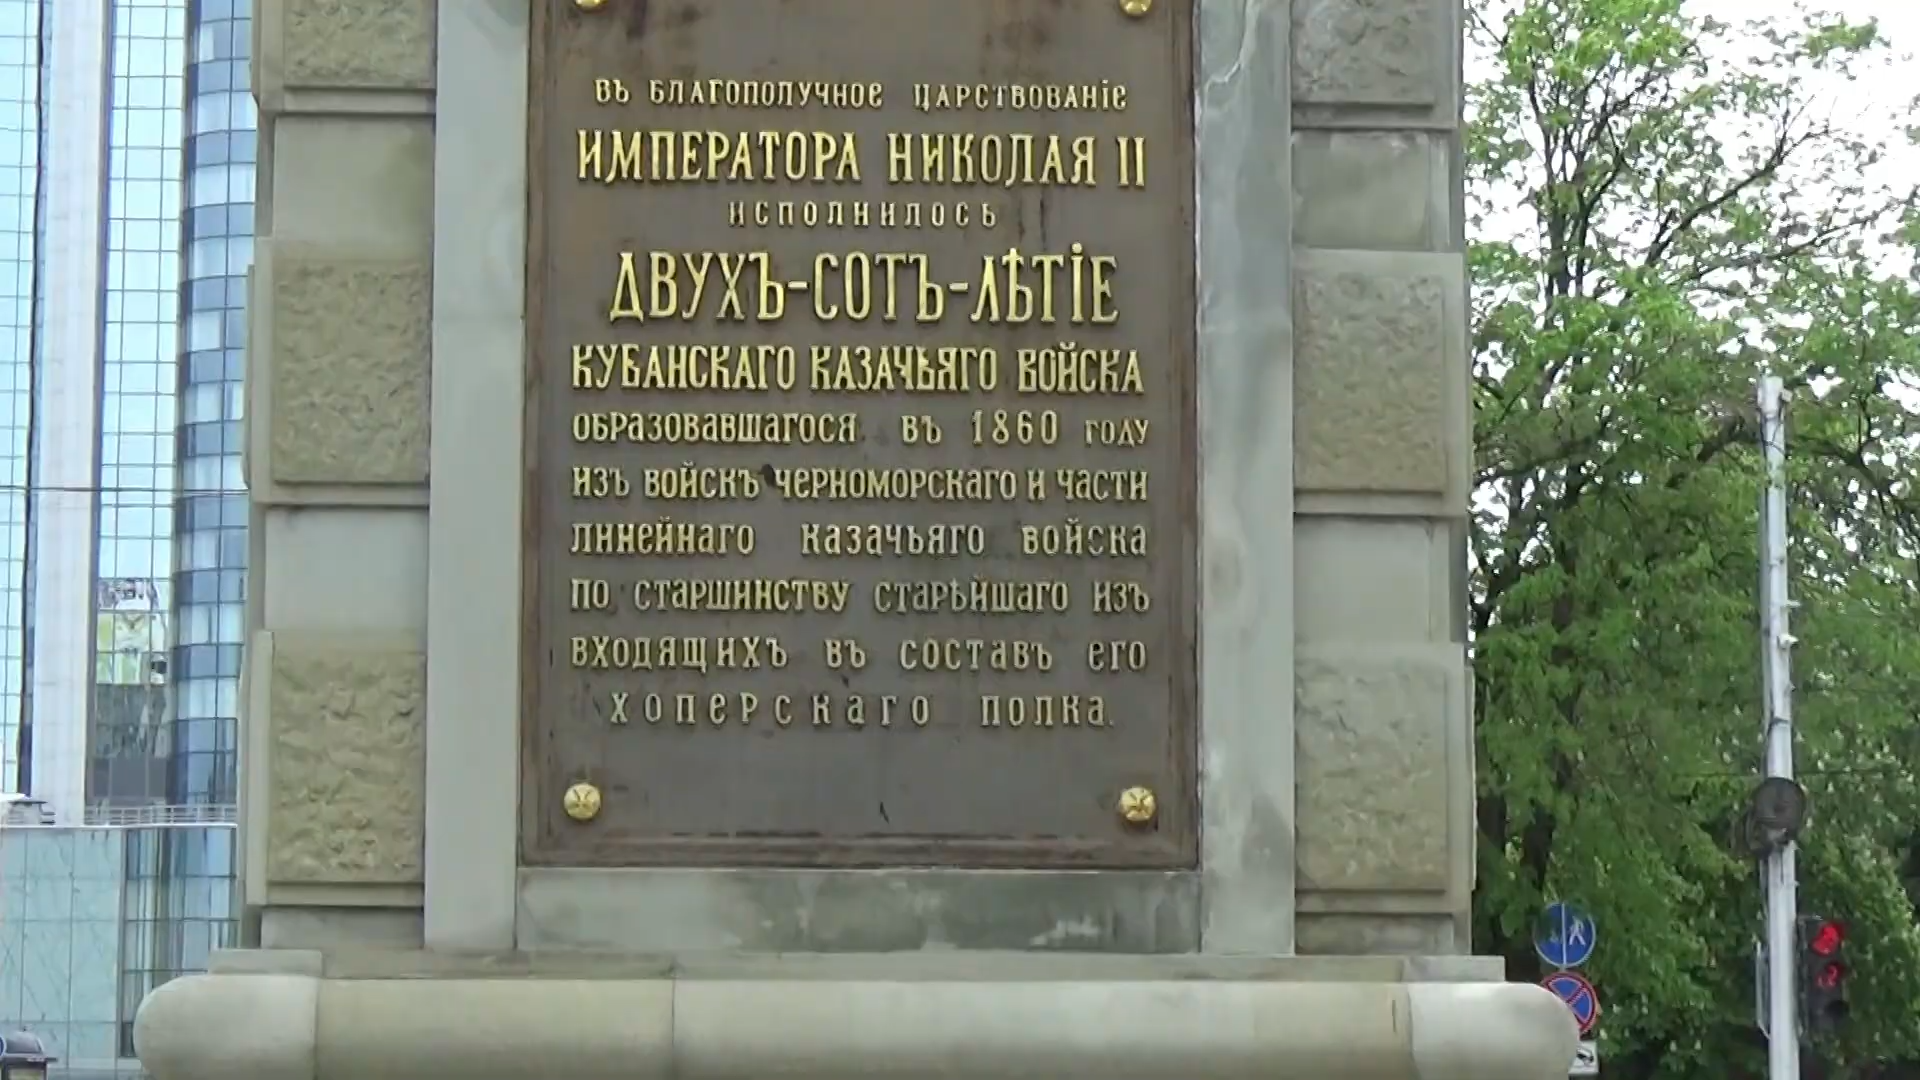 въ благополучное царствованіе
ИМПЕРАТОРА НИКОЛАЯ II
исполнилось
ДВУХЪ-СОТЪ-ЛѢТІЕ
КУБАНСКАГО КАЗАЧЬЯГО ВОЙСКА
образовавшагося въ 1860 году
изъ войскъ черноморскаго и части
линейнаго казачьяго войска
по старшинству старѣйшаго изъ
входящихъ въ составъ его
хоперскаго полка.